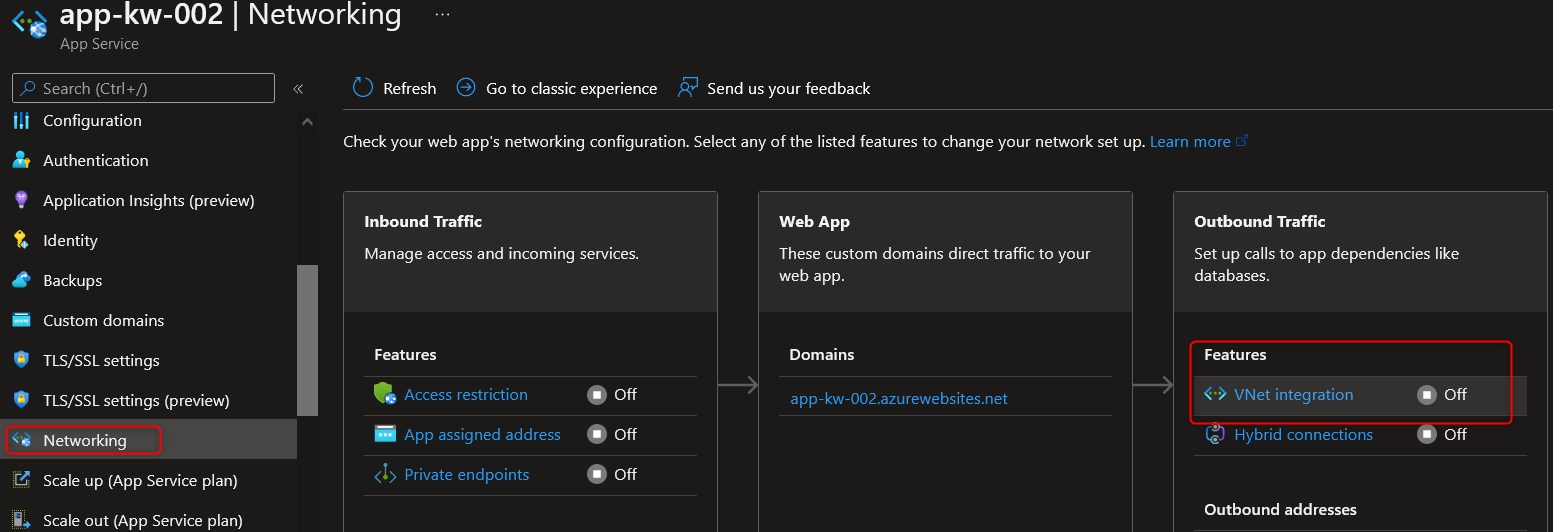 app-kw-002 | Networking ...
App Service
Search (Ctrl+/)
«
Configuration
Authentication
Application Insights (preview)
Identity
Backups
Custom domains
TLS/SSL settings
TLS/SSL settings (preview)
Networking
Scale up (App Service plan)
Scale out (App Service plan)
Refresh
Go to classic experience
Send us your feedback
Check your web app's networking configuration. Select any of the listed features to change your network set up. Learn more
Inbound Traffic
Manage access and incoming services.
Features
Access restriction Off
App assigned address Off
Private endpoints Off
Web App
These custom domains direct traffic to your
web app.
Domains
app-kw-002.azurewebsites.net
Outbound Traffic
Set up calls to app dependencies like
databases.
Features
VNet integration Off
Hybrid connections Off
Outbound addresses